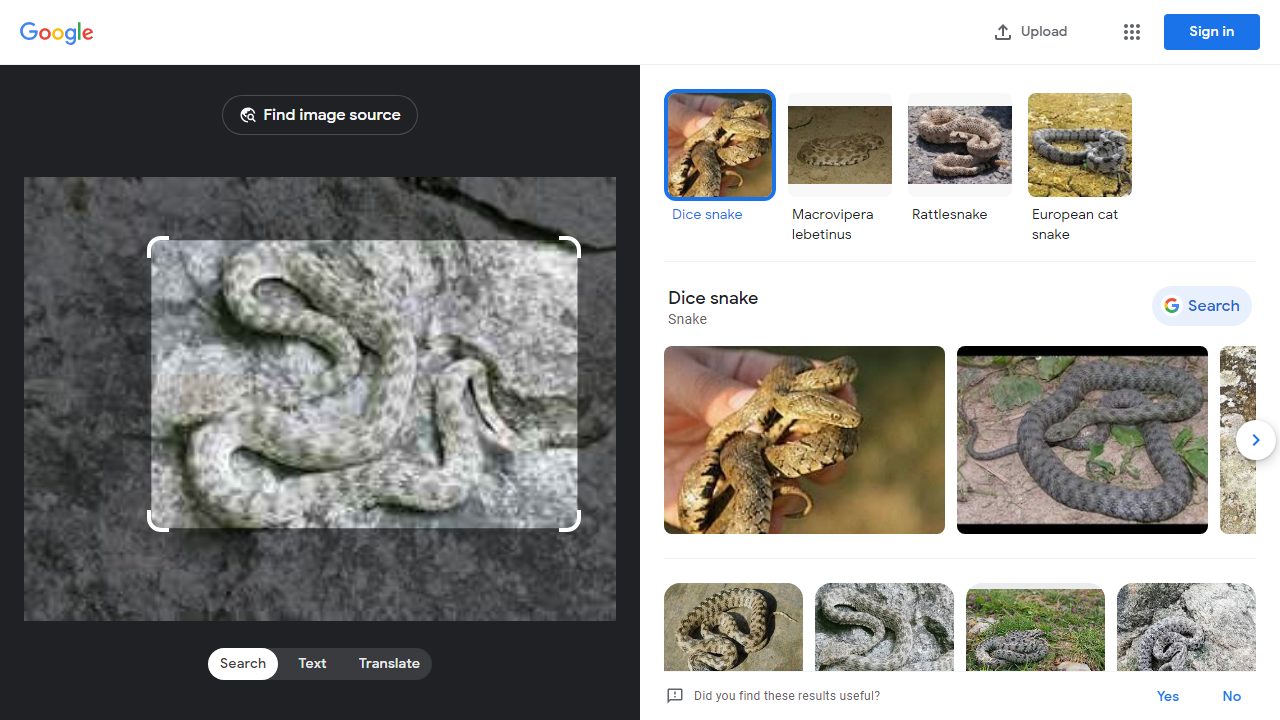 Google
Upload
Sign in
Find image source
Dice snake
Macrovipera
lebetinus
Rattlesnake
European cat
snake
Dice snake
Snake
Search
Search
Text
Translate
Did you find these results useful?
Yes
No